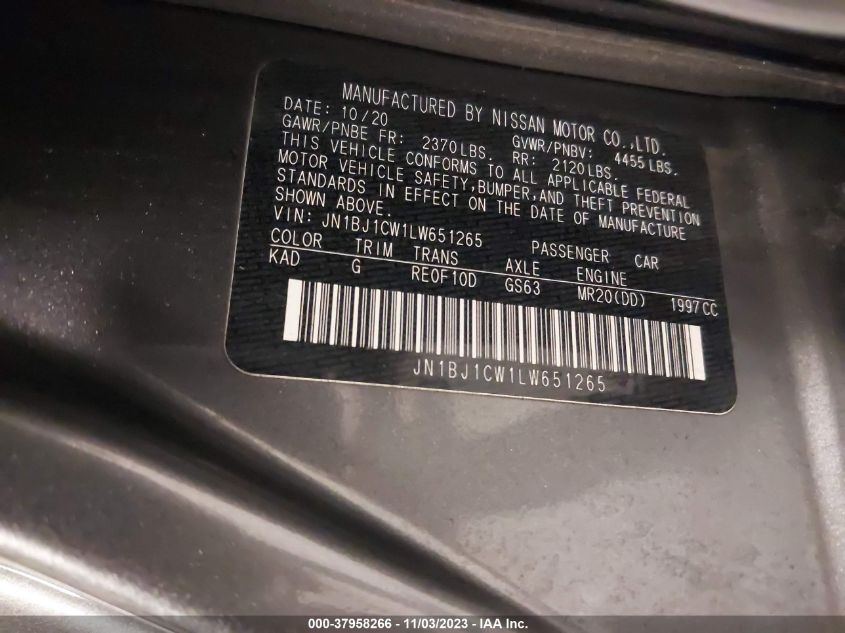 MANUFACTURED BY NISSAN MOTOR CO.,LTD.
DATE: 10/20 GVWR/PNBV: 4455 LBS.
GAWR/PNBE FR: 2370LBS. RR: 2120LBS.
THIS VEHICLE CONFORMS TO ALL APPLICABLE FEDERAL
MOTOR VEHICLE SAFETY,BUMPER,AND THEFT PREVENTION
STANDARDS IN EFFECT ON THE DATE OF MANUFACTURE
SHOWN ABOVE.
VIN: JN1BJ1CW1LW651265 PASSENGER CAR
COLOR TRIM TRANS AXLE ENGINE
KAD G RE0F10D GS63 MR20(DD) 1997CC
JN1BJ1CW1LW651265
000-37958266 - 11/03/2023 - IAA Inc.